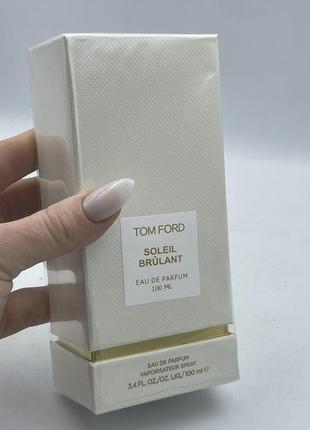 TOM FORD
SOLEIL
BRÛLANT
EAU DE PARFUM
100 ML
EAU DE PARFUM
VAPORISATEUR SPRAY
3.4 FL. OZ./OZ. LIQ./100 ml ℮